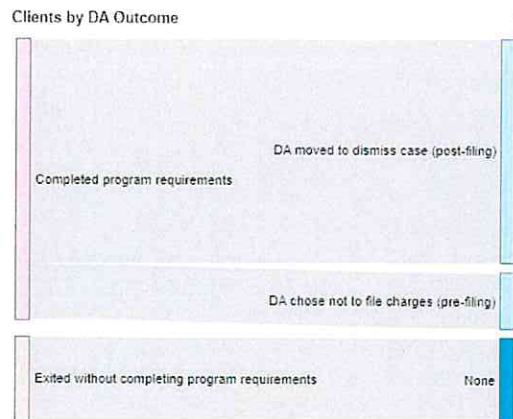 Clients by DA Outcome
DA moved to dismiss case (post-filing)
Completed program requirements
DA chose not to file charges (pre-filing)
Exited without completing program requirements None